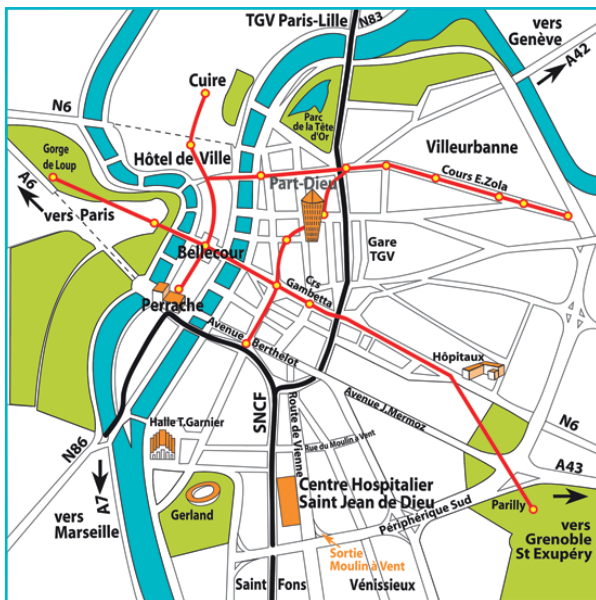 TGV Paris-Lille
N83
vers
Genève
A42
Cuire
N6
Parc
de la Tête
d'Or
Villeurbanne
Gorge
de Loup
Hôtel de Ville
Part-Dieu
Cours E.Zola
A6
vers Paris
Bellecour
Gare
TGV
Crs
Gambetta
Perrache
Avenue
Berthelot
Hôpitaux
Avenue J.Mermoz
N6
Halle T.Garnier
SNCF
Route de Vienne
Rue du Moulin à Vent
N86
A7
A43
Centre Hospitalier
Saint Jean de Dieu
Parilly
Périphérique Sud
vers
Marseille
Gerland
vers
Grenoble
St Exupéry
Sortie
Moulin à Vent
Saint Fons
Vénissieux